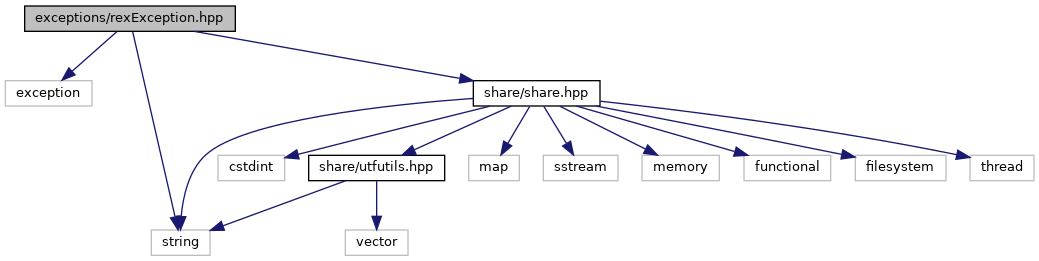 exceptions/rexException.hpp
exception
share/share.hpp
cstdint
share/utfutils.hpp
map
sstream
memory
functional
filesystem
thread
string
vector